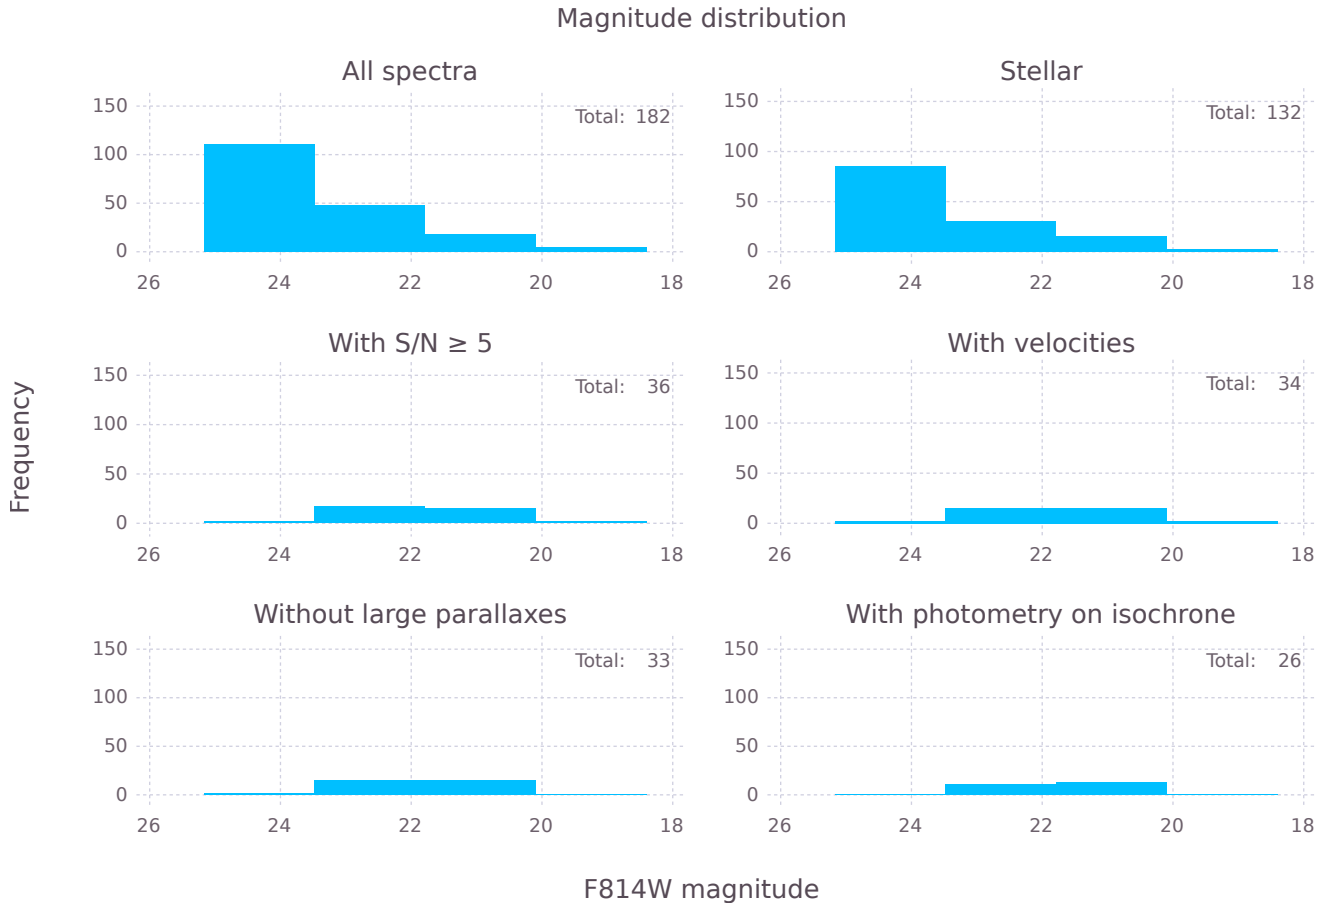 Magnitude distribution
All spectra
Stellar
150
100
50
0
Total: 182
26 24 22 20 18
150
100
50
0
Total: 132
26 24 22 20 18
With S/N ≥ 5
With velocities
150
100
50
0
Total: 36
26 24 22 20 18
150
100
50
0
Total: 34
26 24 22 20 18
Frequency
Without large parallaxes
With photometry on isochrone
150
100
50
0
Total: 33
26 24 22 20 18
150
100
50
0
Total: 26
26 24 22 20 18
F814W magnitude